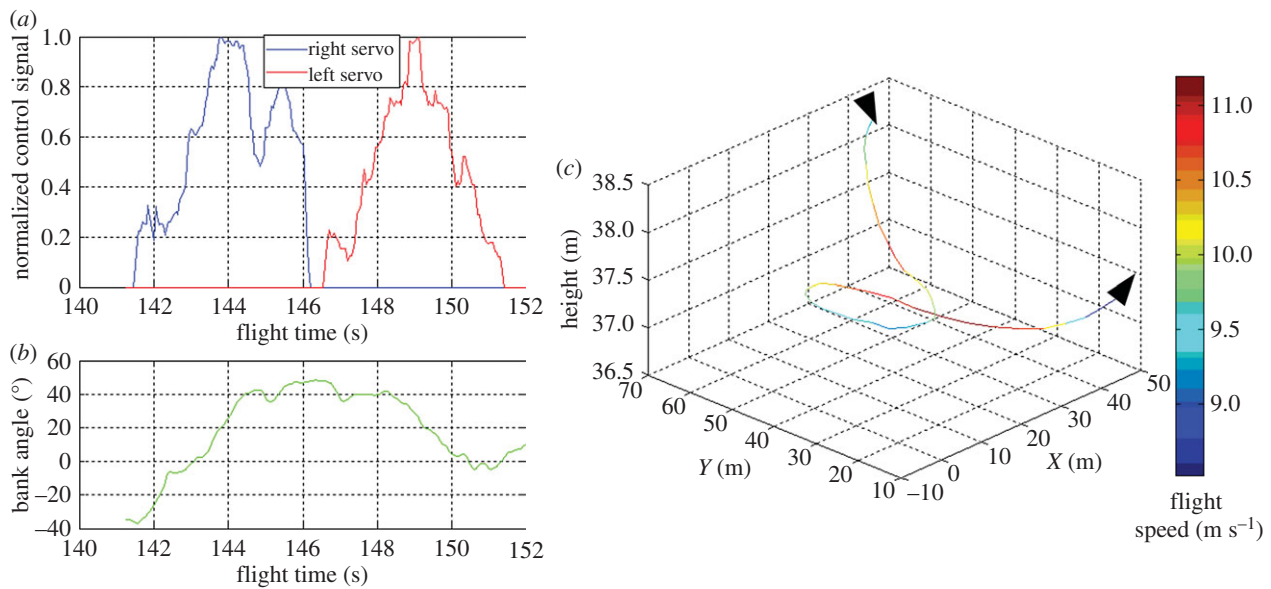 (a)
1.0
0.8
0.6
0.4
0.2
0
normalized control signal
right servo
left servo
140 142 144 146 148 150 152
flight time (s)
(b)
60
40
20
0
–20
–40
bank angle (°)
140 142 144 146 148 150 152
flight time (s)
(c)
38.5
38.0
37.5
37.0
36.5
height (m)
70 60 50 40 30 20 10
Y (m)
–10 0 10 20 30 40 50
X (m)
11.0
10.5
10.0
9.5
9.0
flight
speed (m s–1)